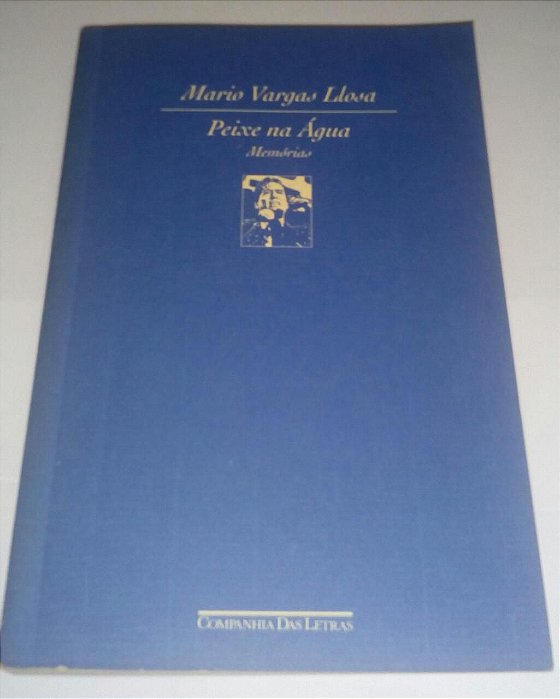 Mario Vargas Llosa
Peixe na Água
Memórias
COMPANHIA DAS LETRAS